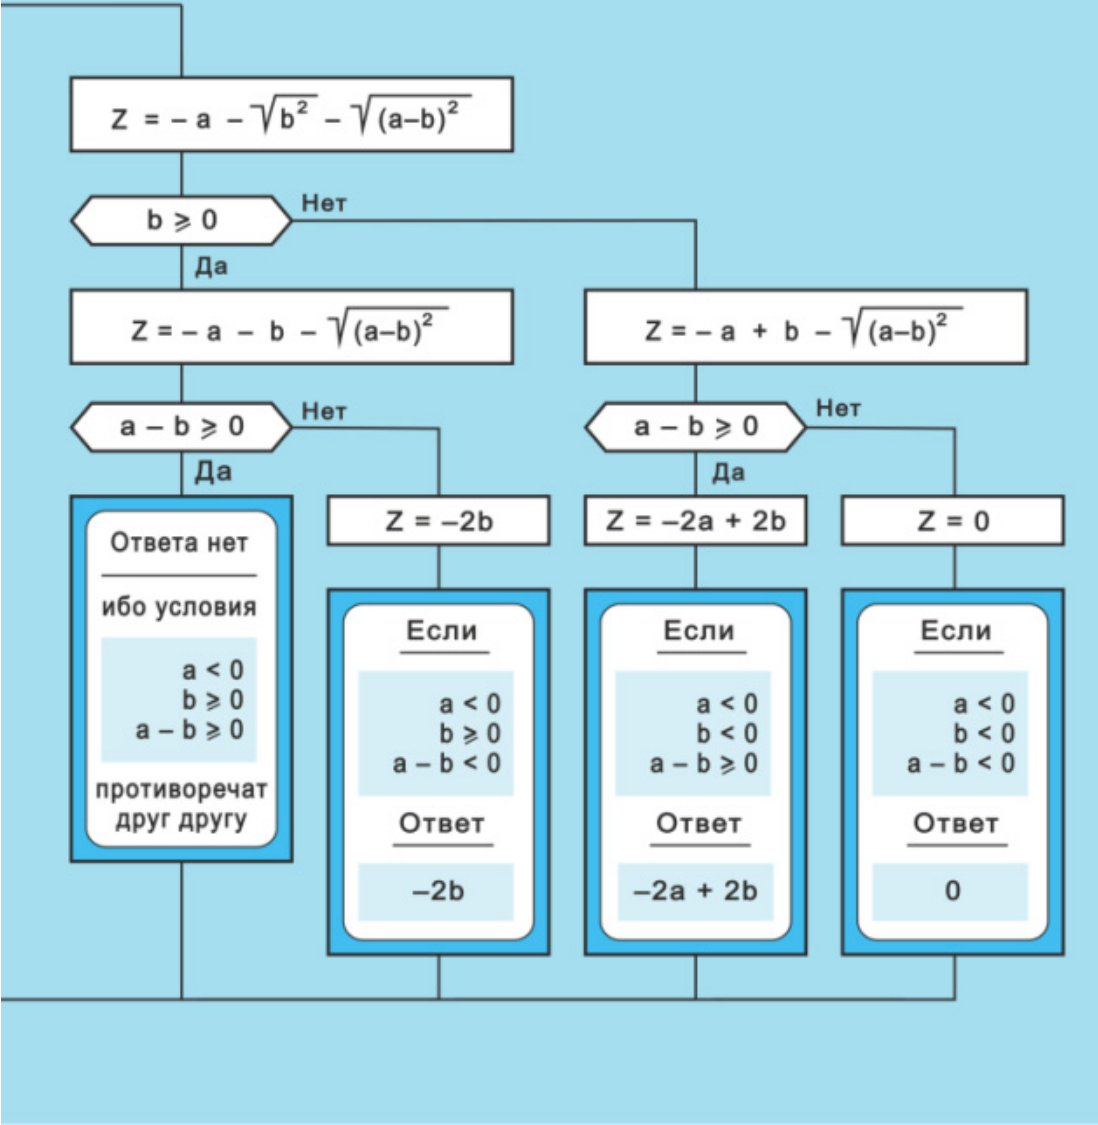 Z = – a – √b² – √(a–b)²
b ⩾ 0
Нет
Да
Z = – a – b – √(a–b)²
Z = – a + b – √(a–b)²
a – b ⩾ 0
Нет
Да
a – b ⩾ 0
Нет
Да
Ответа нет
ибо условия
a < 0
b ⩾ 0
a – b ⩾ 0
противоречат
друг другу
Z = –2b
Если
a < 0
b ⩾ 0
a – b < 0
Ответ
–2b
Z = –2a + 2b
Если
a < 0
b < 0
a – b ⩾ 0
Ответ
–2a + 2b
Z = 0
Если
a < 0
b < 0
a – b < 0
Ответ
0